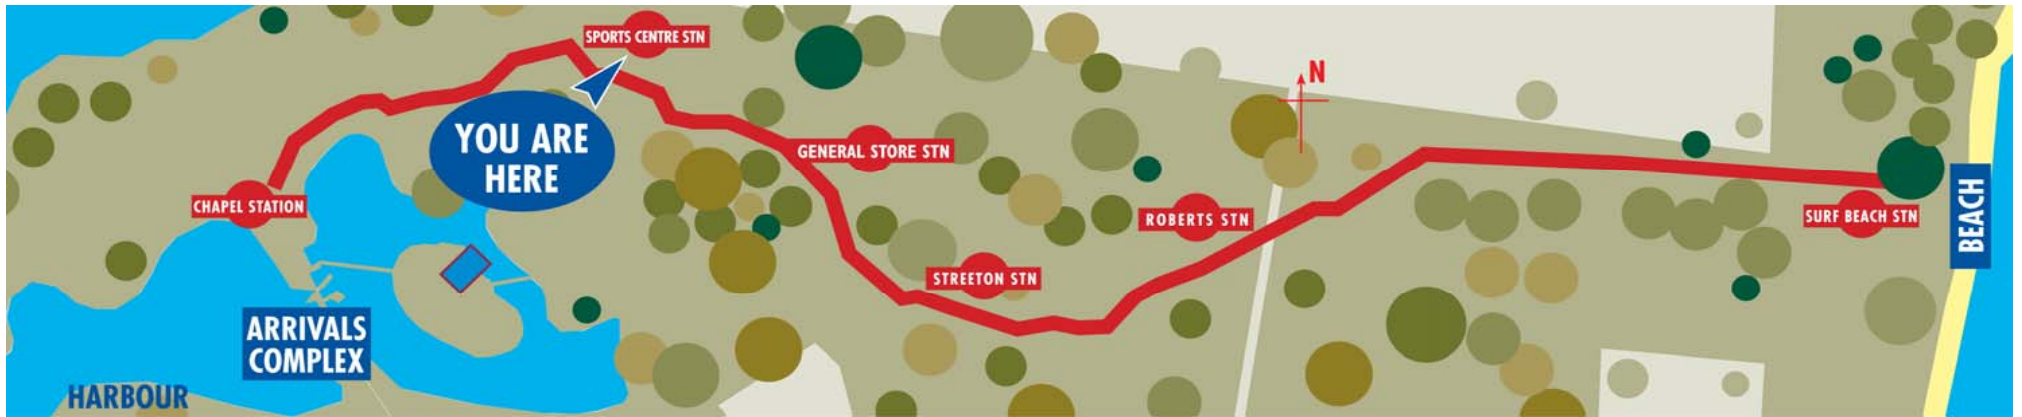 SPORTS CENTRE STN
N
YOU ARE
HERE
GENERAL STORE STN
CHAPEL STATION
ROBERTS STN
SURF BEACH STN
BEACH
STREETON STN
ARRIVALS
COMPLEX
HARBOUR